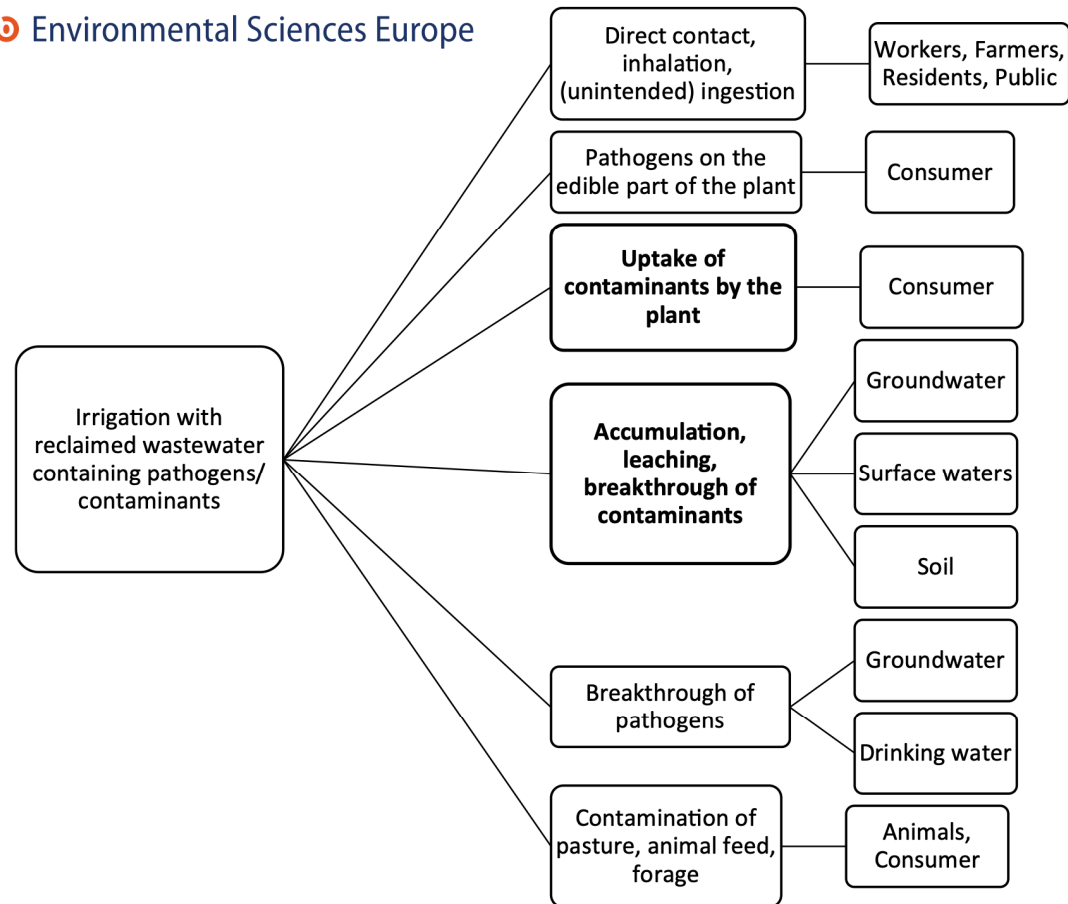 Environmental Sciences Europe
Direct contact,
inhalation,
(unintended) ingestion
Workers, Farmers,
Residents, Public
Pathogens on the
edible part of the plant
Consumer
Uptake of
contaminants by the
plant
Consumer
Irrigation with
reclaimed wastewater
containing pathogens/
contaminants
Accumulation,
leaching,
breakthrough of
contaminants
Groundwater
Surface waters
Soil
Breakthrough of
pathogens
Groundwater
Drinking water
Contamination of
pasture, animal feed,
forage
Animals,
Consumer